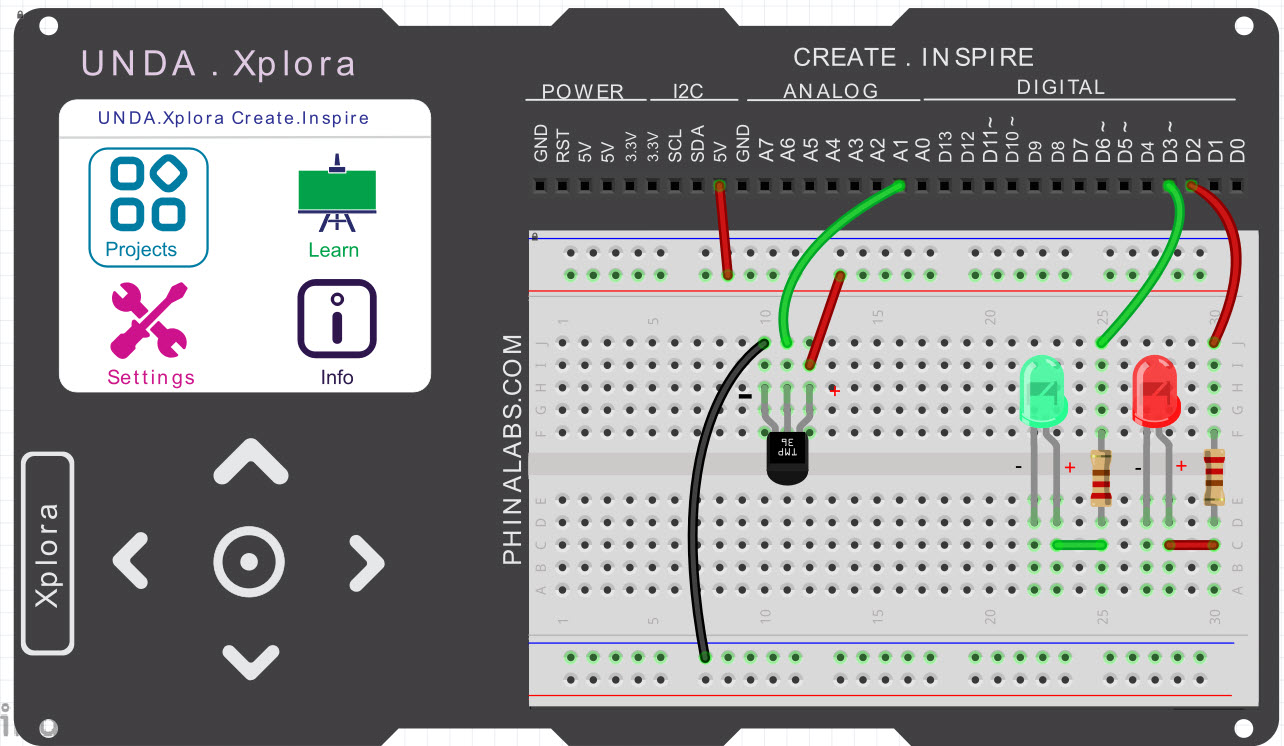 UNDA . Xplora
CREATE . INSPIRE
POWER I2C ANALOG DIGITAL
GND RST 5V 5V 3.3V 3.3V SCL SDA 5V GND A7 A6 A5 A4 A3 A2 A1 A0 D13 D12 D11~ D10~ D9 D8 D7 D6~ D5~ D4 D3~ D2 D1 D0
UNDA.Xplora Create.Inspire
Projects
Learn
Settings
Info
Xplora
PHINALABS.COM
1 5 10 15 20 25 30
J J
I I
H H
G G
F F
- +
TMP
36
- + - +
E E
D D
C C
B B
A A
1 5 10 15 20 25 30